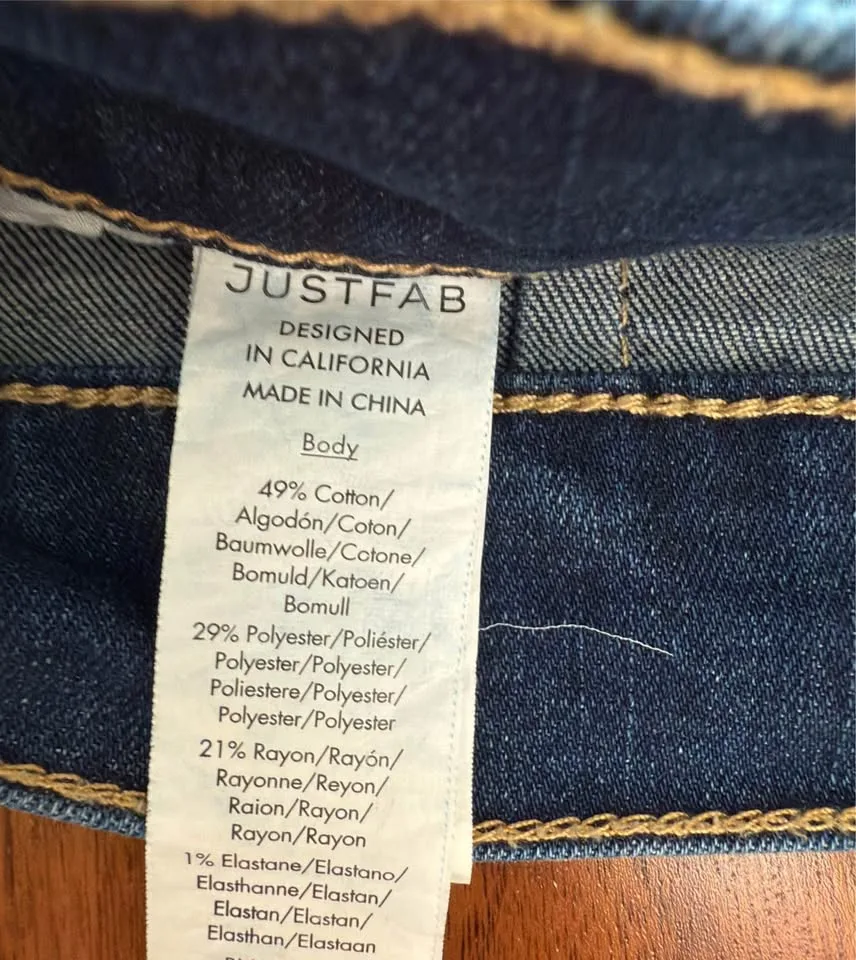 JUSTFAB
DESIGNED
IN CALIFORNIA
MADE IN CHINA
Body
49% Cotton/
Algodón/Coton/
Baumwolle/Cotone/
Bomuld/Katoen/
Bomull
29% Polyester/Poliéster/
Polyester/Polyester/
Poliestere/Polyester/
Polyester/Polyester
21% Rayon/Rayón/
Rayonne/Reyon/
Raion/Rayon/
Rayon/Rayon
1% Elastane/Elastano/
Elasthanne/Elastan/
Elastan/Elastan/
Elasthan/Elastaan